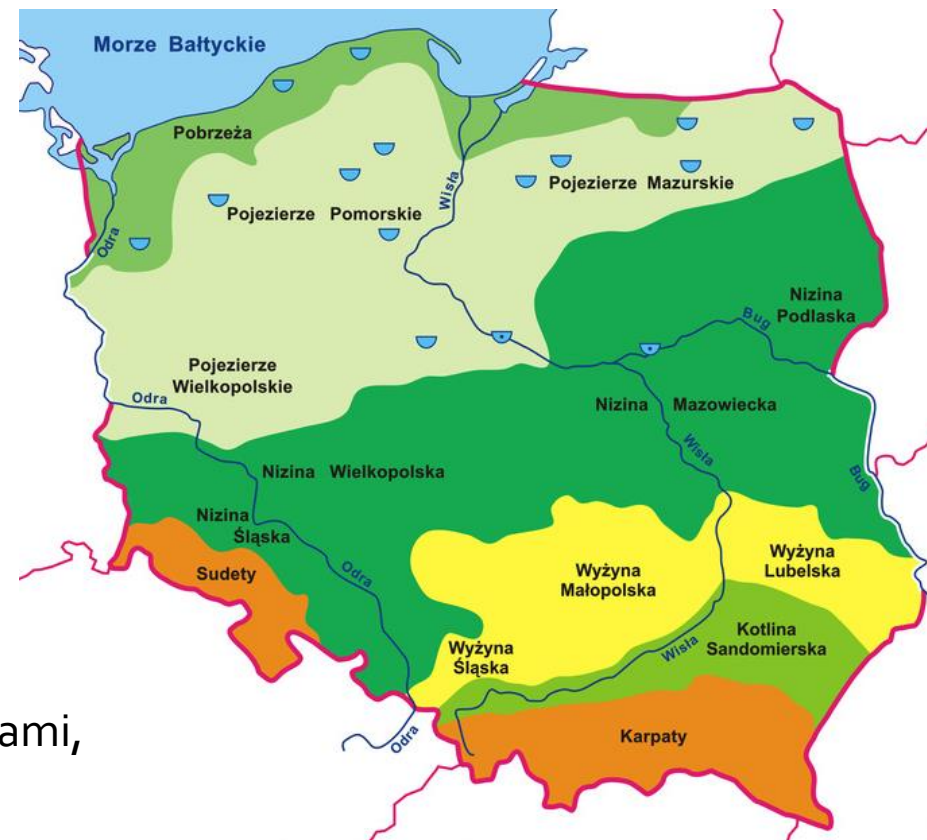 Morze Bałtyckie
Pobrzeża
Wisła
Pojezierze Mazurskie
Pojezierze Pomorskie
Odra
Nizina
Podlaska
Bug
Pojezierze
Wielkopolskie
Odra
Nizina Mazowiecka
Wisła
Nizina Wielkopolska
Bug
Nizina
Śląska
Sudety
Odra
Wyżyna
Małopolska
Wyżyna
Lubelska
Kotlina
Sandomierska
Wyżyna
Śląska
Wisła
Karpaty
Odra
ami,